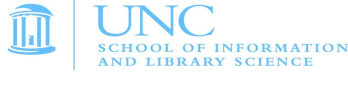 UNC
SCHOOL OF INFORMATION
AND LIBRARY SCIENCE